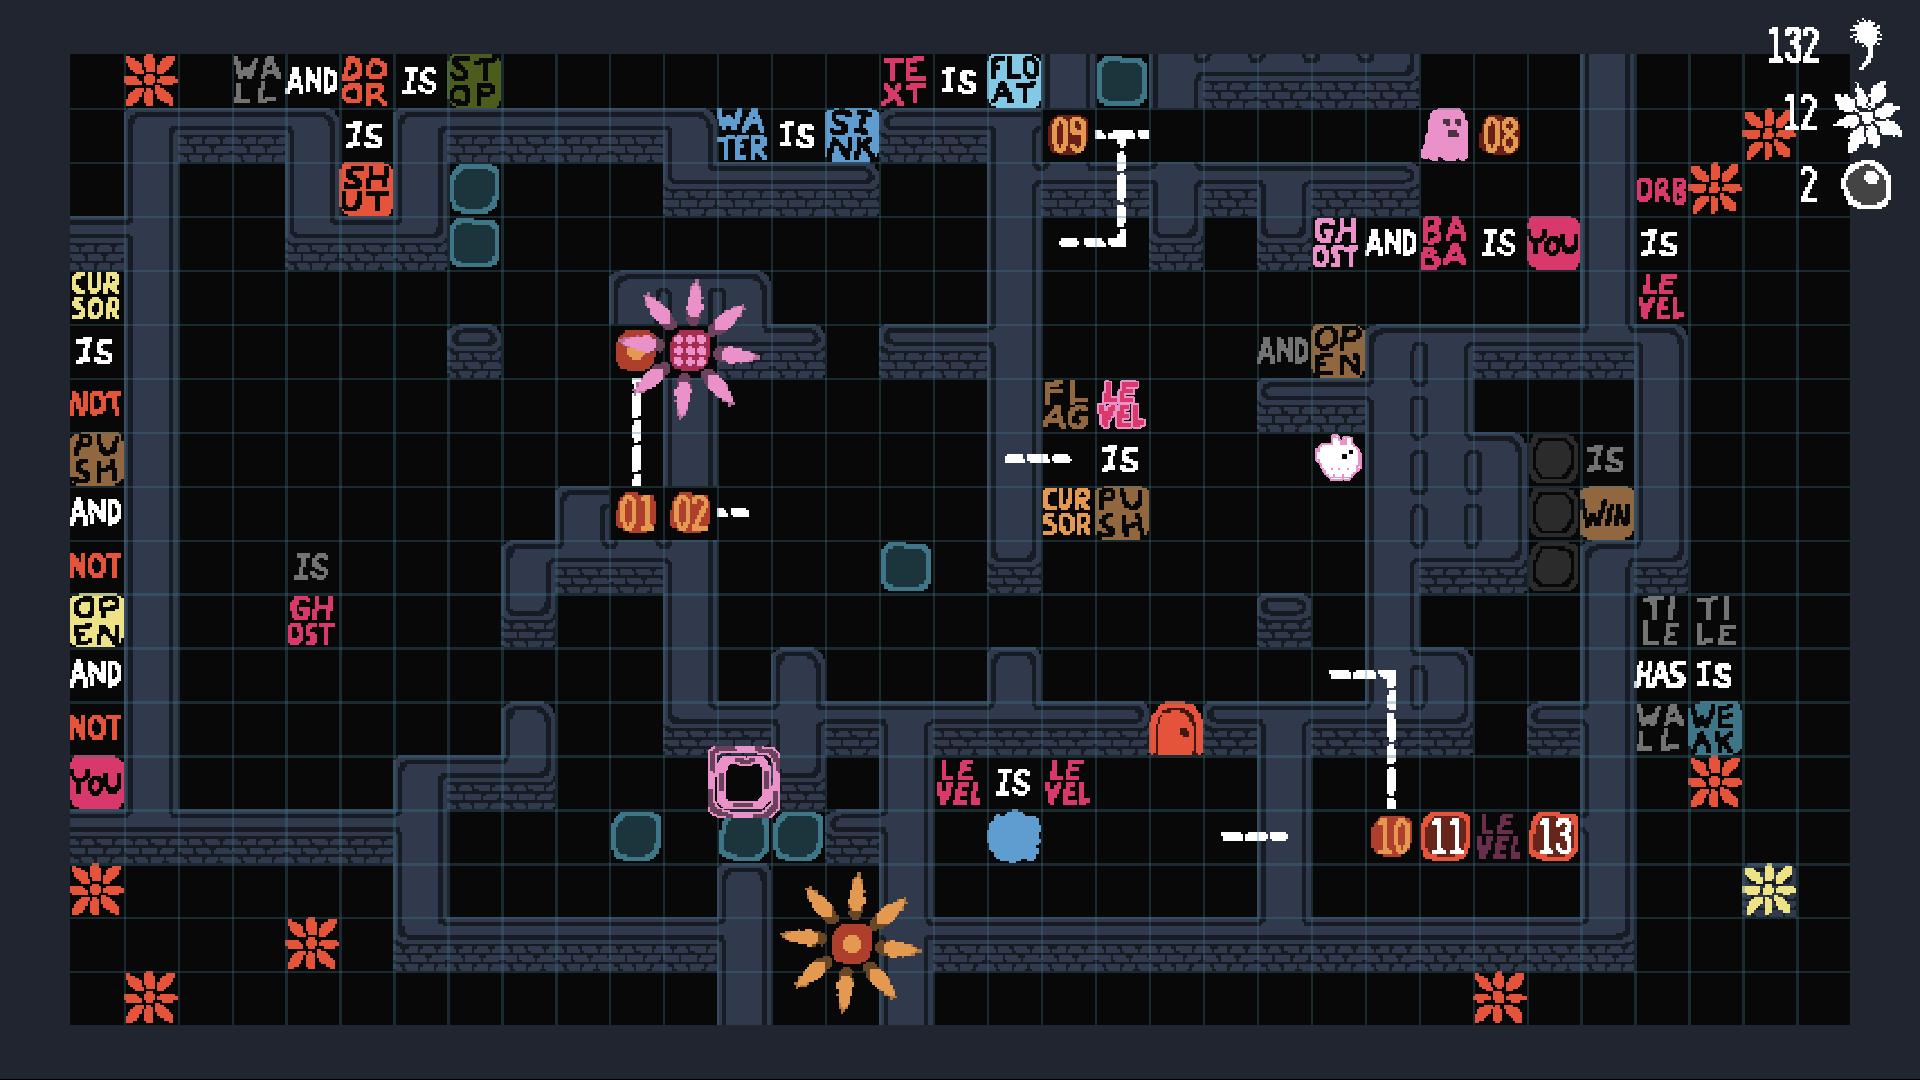 132
12
2
WALL AND DOOR IS STOP
TEXT IS FLOAT
IS
SHUT
WATER IS SINK
09
08
ORB
IS
LEVEL
GHOST AND BABA IS YOU
CURSOR
IS
NOT
PUSH
AND
NOT
OPEN
AND
NOT
YOU
AND OPEN
FLAG LEVEL
IS
CURSOR PUSH
IS
WIN
01 02
IS
GHOST
TILE TILE
HAS IS
WALL WEAK
LEVEL IS LEVEL
10 11 LEVEL 13